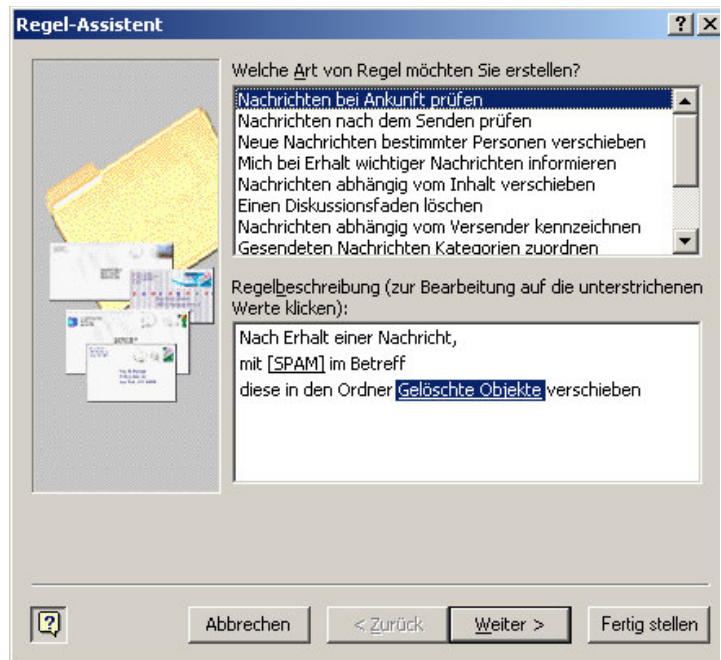 Regel-Assistent
Welche Art von Regel möchten Sie erstellen?
Nachrichten bei Ankunft prüfen
Nachrichten nach dem Senden prüfen
Neue Nachrichten bestimmter Personen verschieben
Mich bei Erhalt wichtiger Nachrichten informieren
Nachrichten abhängig vom Inhalt verschieben
Einen Diskussionsfaden löschen
Nachrichten abhängig vom Versender kennzeichnen
Gesendeten Nachrichten Kategorien zuordnen
Regelbeschreibung (zur Bearbeitung auf die unterstrichenen
Werte klicken):
Nach Erhalt einer Nachricht,
mit [SPAM] im Betreff
diese in den Ordner Gelöschte Objekte verschieben
Abbrechen
< Zurück
Weiter >
Fertig stellen